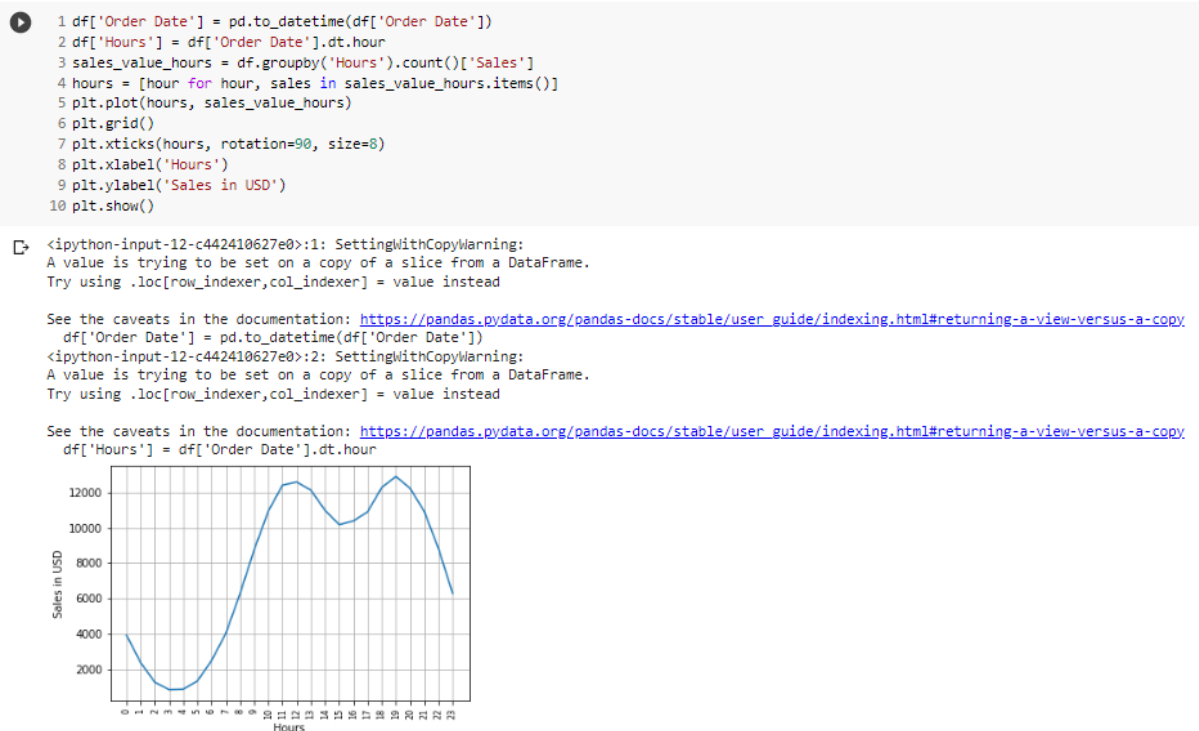 1 df['Order Date'] = pd.to_datetime(df['Order Date'])
2 df['Hours'] = df['Order Date'].dt.hour
3 sales_value_hours = df.groupby('Hours').count()['Sales']
4 hours = [hour for hour, sales in sales_value_hours.items()]
5 plt.plot(hours, sales_value_hours)
6 plt.grid()
7 plt.xticks(hours, rotation=90, size=8)
8 plt.xlabel('Hours')
9 plt.ylabel('Sales in USD')
10 plt.show()
<ipython-input-12-c442410627e0>:1: SettingWithCopyWarning:
A value is trying to be set on a copy of a slice from a DataFrame.
Try using .loc[row_indexer,col_indexer] = value instead
See the caveats in the documentation: https://pandas.pydata.org/pandas-docs/stable/user_guide/indexing.html#returning-a-view-versus-a-copy
df['Order Date'] = pd.to_datetime(df['Order Date'])
<ipython-input-12-c442410627e0>:2: SettingWithCopyWarning:
A value is trying to be set on a copy of a slice from a DataFrame.
Try using .loc[row_indexer,col_indexer] = value instead
See the caveats in the documentation: https://pandas.pydata.org/pandas-docs/stable/user_guide/indexing.html#returning-a-view-versus-a-copy
df['Hours'] = df['Order Date'].dt.hour
12000
10000
8000
6000
4000
2000
Sales in USD
0 1 2 3 4 5 6 7 8 9 10 11 12 13 14 15 16 17 18 19 20 21 22 23
Hours